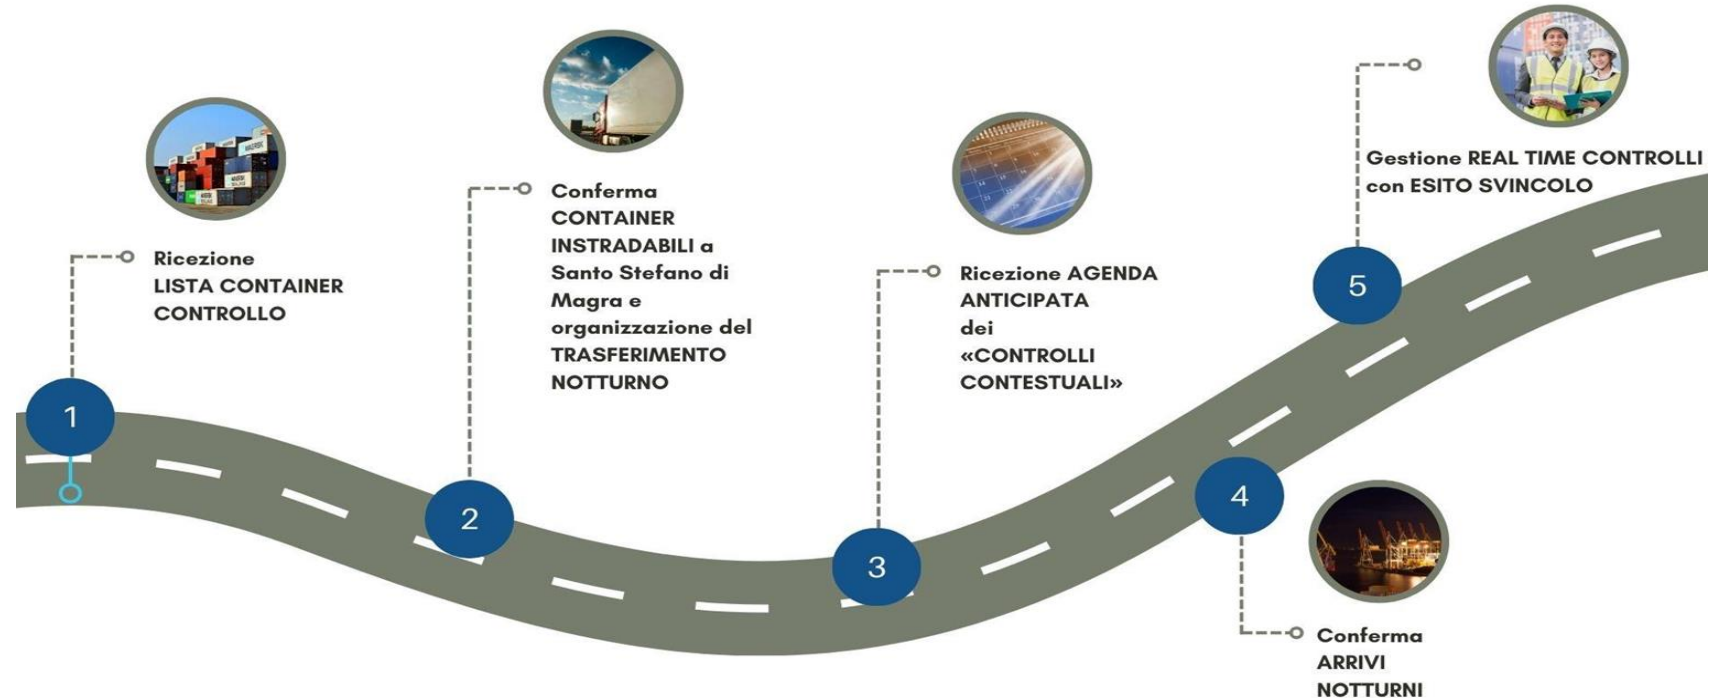 1
Ricezione
LISTA CONTAINER
CONTROLLO
2
Conferma
CONTAINER
INSTRADABILI a
Santo Stefano di
Magra e
organizzazione del
TRASFERIMENTO
NOTTURNO
3
Ricezione AGENDA
ANTICIPATA
dei
«CONTROLLI
CONTESTUALI»
4
Conferma
ARRIVI
NOTTURNI
5
Gestione REAL TIME CONTROLLI
con ESITO SVINCOLO